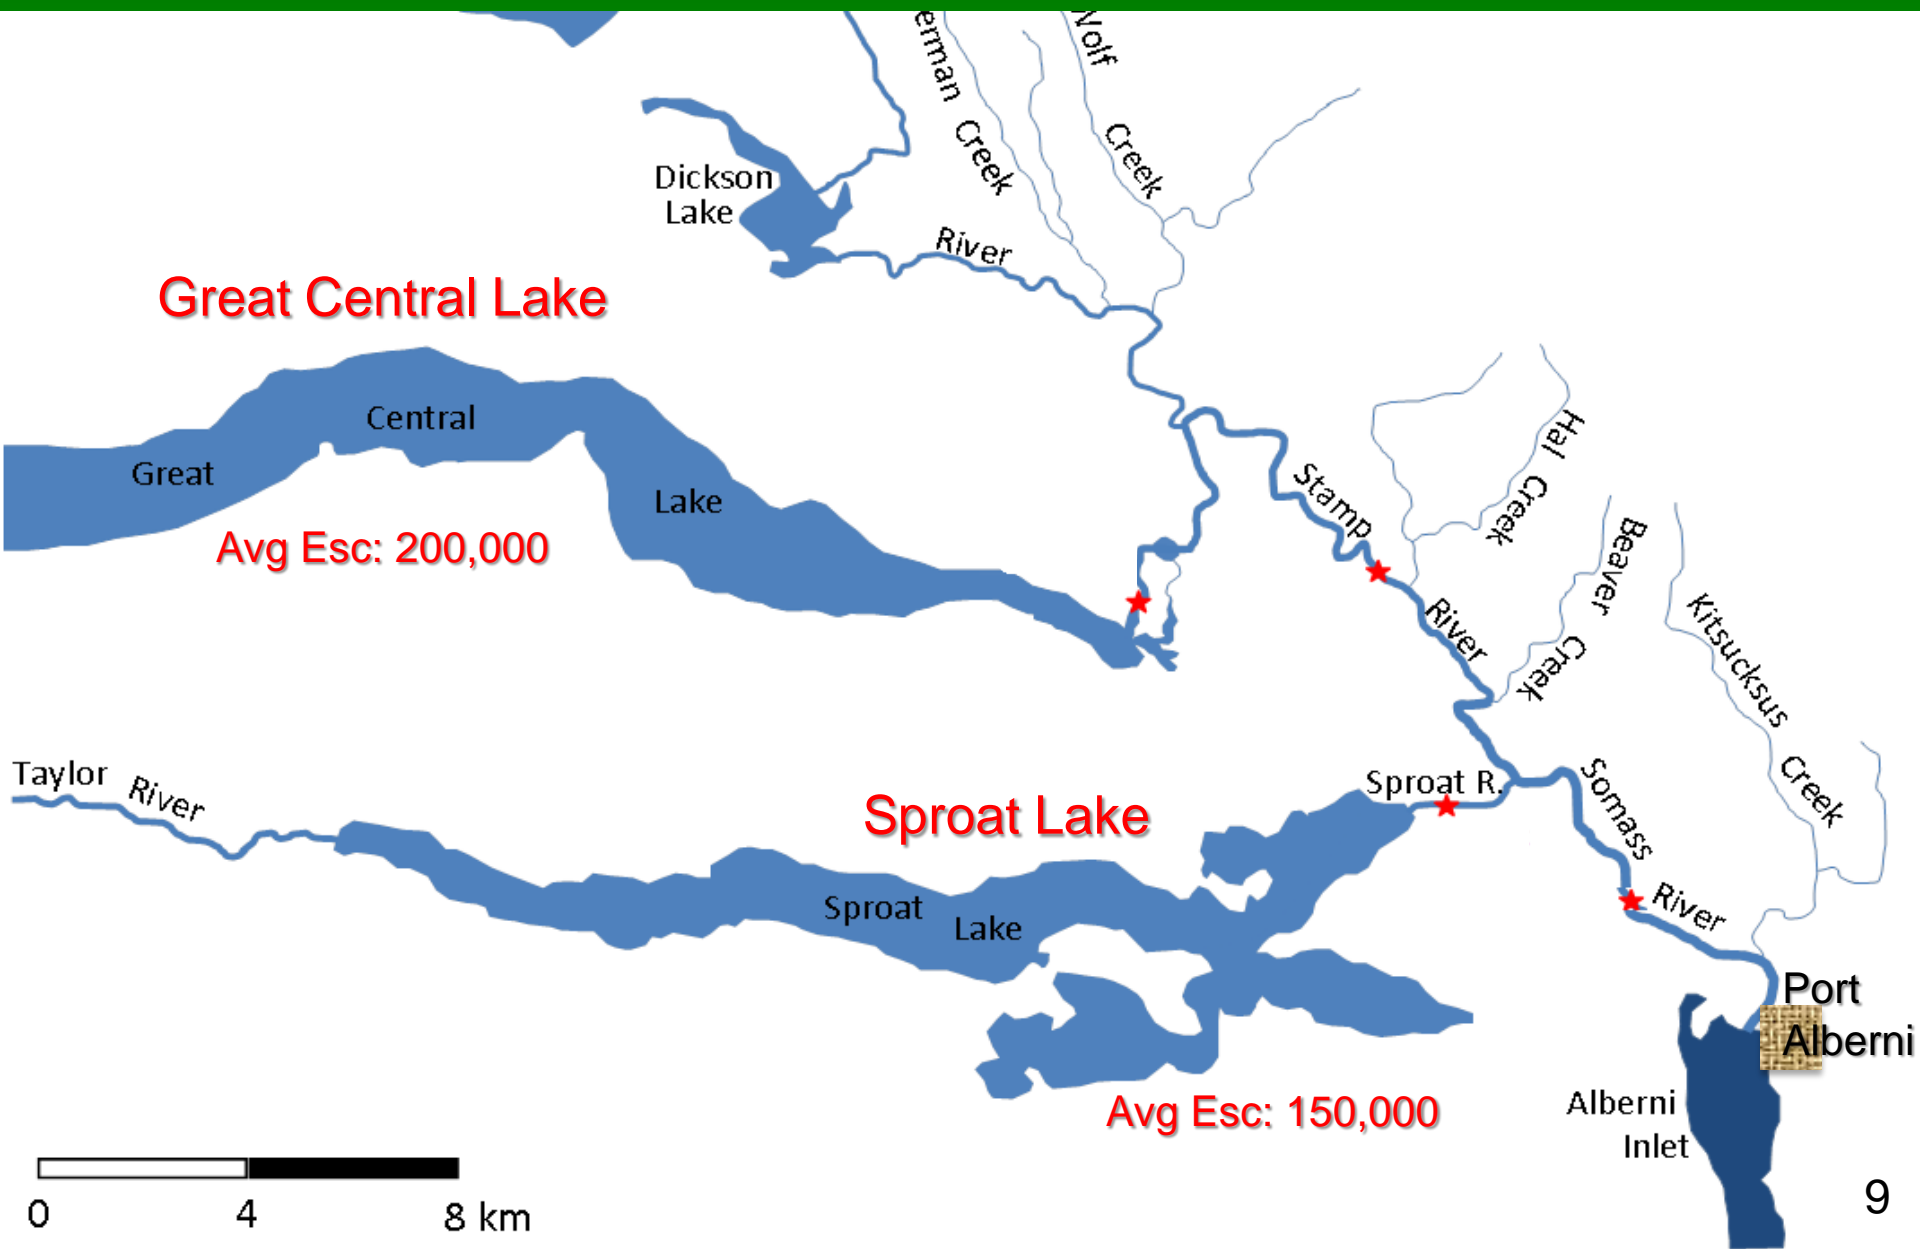 erman Creek
Wolf Creek
Dickson
Lake
River
Great Central Lake
Great Central Lake
Avg Esc: 200,000
Stamp River
Hal Creek
Beaver Creek
Kitsucksus Creek
Taylor River
Sproat Lake
Sproat R.
Somass River
Sproat Lake
Port
Alberni
Avg Esc: 150,000
Alberni
Inlet
0 4 8 km
9